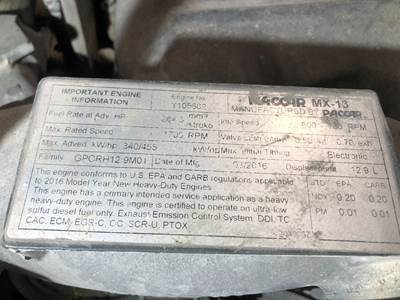 IMPORTANT ENGINE INFORMATION
Engine No.
PACCAR MX-13
MANUFACTURED BY PACCAR
Fuel Rate at Adv. HP mm³
Idle Speed RPM
Max. Rated Speed 1700 RPM
Max. Advert. kW/hp 340/455 kW/hp Initial Timing Electronic
Family GPCRH12.9M01 Date of Mfg. 03/2016 12.9 L
This engine conforms to U.S. EPA and CARB regulations applicable
to 2016 Model Year New Heavy-Duty Engines.
This engine has a primary intended service application as a heavy
heavy-duty engine. This engine is certified to operate on ultra-low
sulfur diesel fuel only. Exhaust Emission Control System: DDI, TC,
CAC, ECM, EGR-C, OC, SCR-U, PTOX
EPA CARB
NOX 0.20 0.20
0.01 0.01